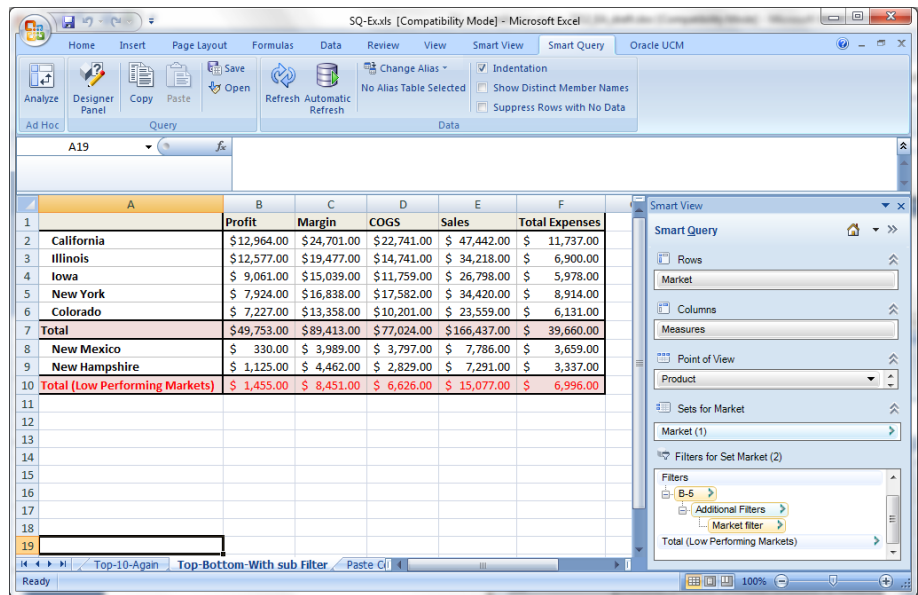 SQ-Ex.xls [Compatibility Mode] - Microsoft Excel
Home Insert Page Layout Formulas Data Review View Smart View Smart Query Oracle UCM
Analyze
Ad Hoc
Designer Panel
Copy
Paste
Save
Open
Query
Refresh
Automatic Refresh
Change Alias
No Alias Table Selected
Indentation
Show Distinct Member Names
Suppress Rows with No Data
Data
A19 fx
A B C D E F
1 Profit Margin COGS Sales Total Expenses
2 California $12,964.00 $24,701.00 $22,741.00 $ 47,442.00 $ 11,737.00
3 Illinois $12,577.00 $19,477.00 $14,741.00 $ 34,218.00 $ 6,900.00
4 Iowa $ 9,061.00 $15,039.00 $11,759.00 $ 26,798.00 $ 5,978.00
5 New York $ 7,924.00 $16,838.00 $17,582.00 $ 34,420.00 $ 8,914.00
6 Colorado $ 7,227.00 $13,358.00 $10,201.00 $ 23,559.00 $ 6,131.00
7 Total $49,753.00 $89,413.00 $77,024.00 $166,437.00 $ 39,660.00
8 New Mexico $ 330.00 $ 3,989.00 $ 3,797.00 $ 7,786.00 $ 3,659.00
9 New Hampshire $ 1,125.00 $ 4,462.00 $ 2,829.00 $ 7,291.00 $ 3,337.00
10 Total (Low Performing Markets) $ 1,455.00 $ 8,451.00 $ 6,626.00 $ 15,077.00 $ 6,996.00
11
12
13
14
15
16
17
18
19
Smart View
Smart Query
Rows
Market
Columns
Measures
Point of View
Product
Sets for Market
Market (1)
Filters for Set Market (2)
Filters
B-5
Additional Filters
Market filter
Total (Low Performing Markets)
Top-10-Again Top-Bottom-With sub Filter Paste
Ready 100%